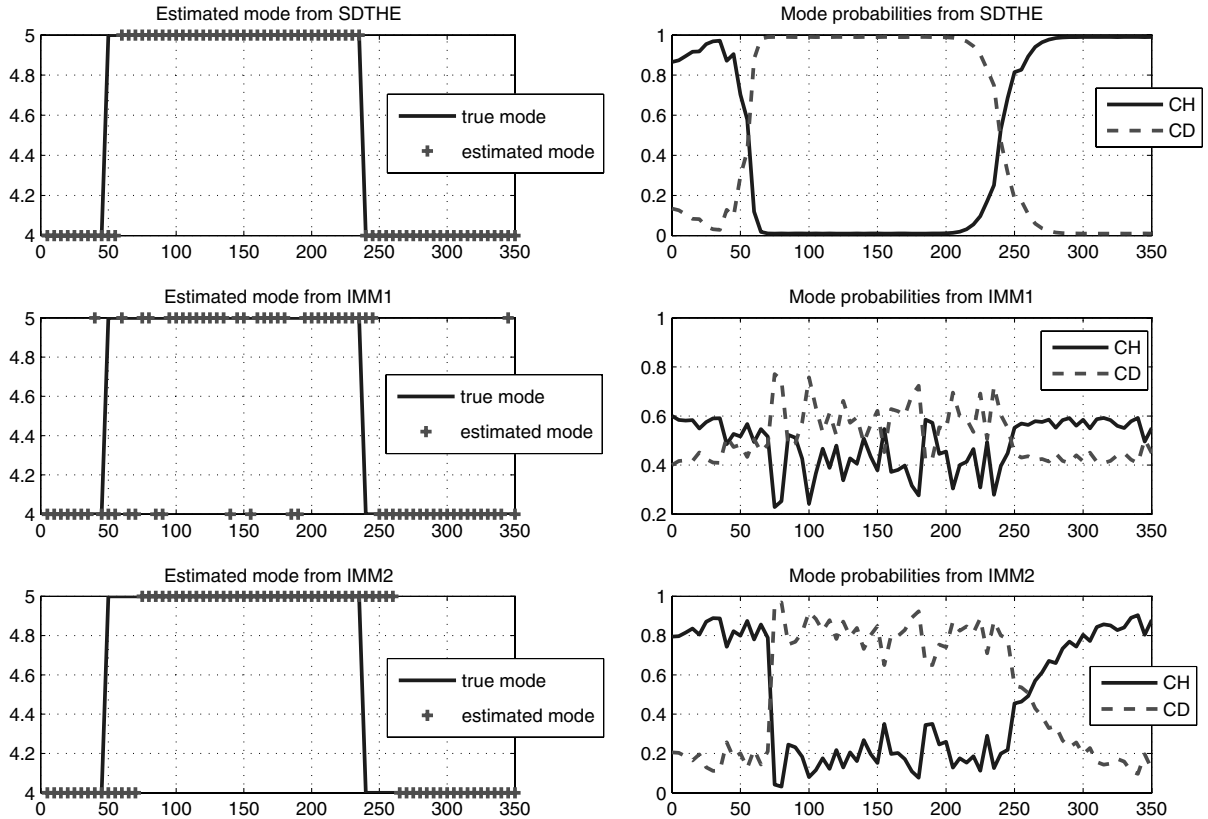 Estimated mode from SDTHE
5
4.8
4.6
4.4
4.2
4
0 50 100 150 200 250 300 350
true mode
estimated mode
Mode probabilities from SDTHE
1
0.8
0.6
0.4
0.2
0
0 50 100 150 200 250 300 350
CH
CD
Estimated mode from IMM1
5
4.8
4.6
4.4
4.2
4
0 50 100 150 200 250 300 350
true mode
estimated mode
Mode probabilities from IMM1
1
0.8
0.6
0.4
0.2
0 50 100 150 200 250 300 350
CH
CD
Estimated mode from IMM2
5
4.8
4.6
4.4
4.2
4
0 50 100 150 200 250 300 350
true mode
estimated mode
Mode probabilities from IMM2
1
0.8
0.6
0.4
0.2
0
0 50 100 150 200 250 300 350
CH
CD